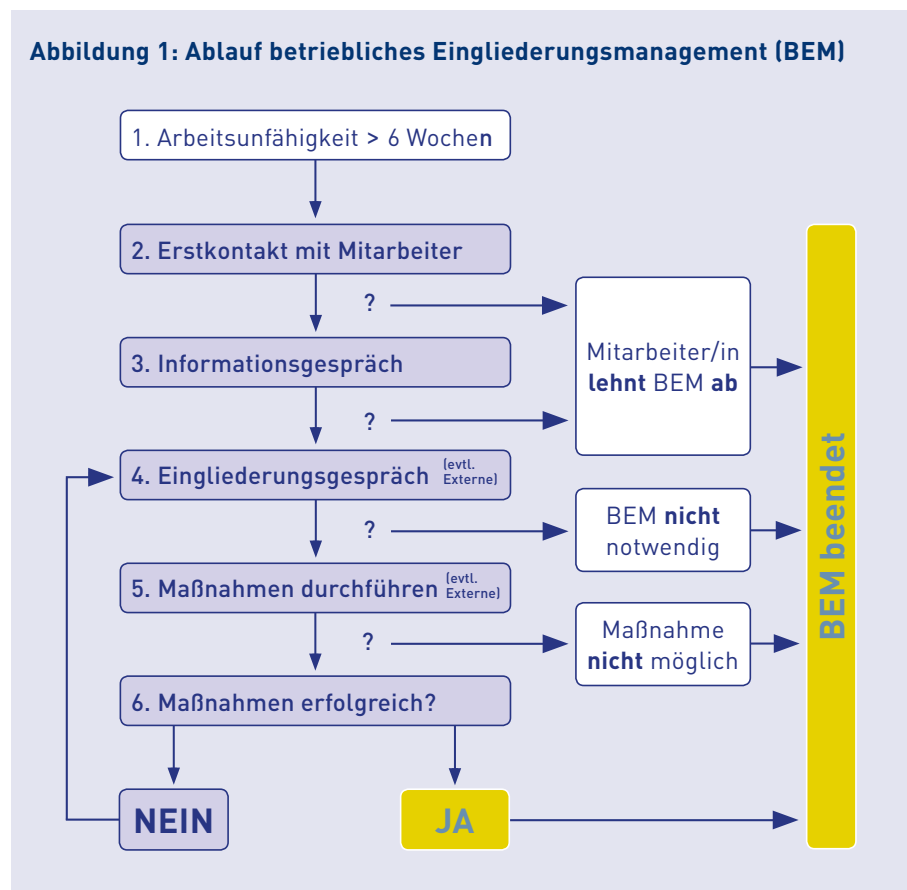 Abbildung 1: Ablauf betriebliches Eingliederungsmanagement (BEM)
1. Arbeitsunfähigkeit > 6 Wochen
2. Erstkontakt mit Mitarbeiter
?
3. Informationsgespräch
?
Mitarbeiter/in
lehnt BEM ab
4. Eingliederungsgespräch (evtl.
Externe)
?
BEM nicht
notwendig
5. Maßnahmen durchführen (evtl.
Externe)
?
Maßnahme
nicht möglich
6. Maßnahmen erfolgreich?
NEIN
JA
BEM beendet